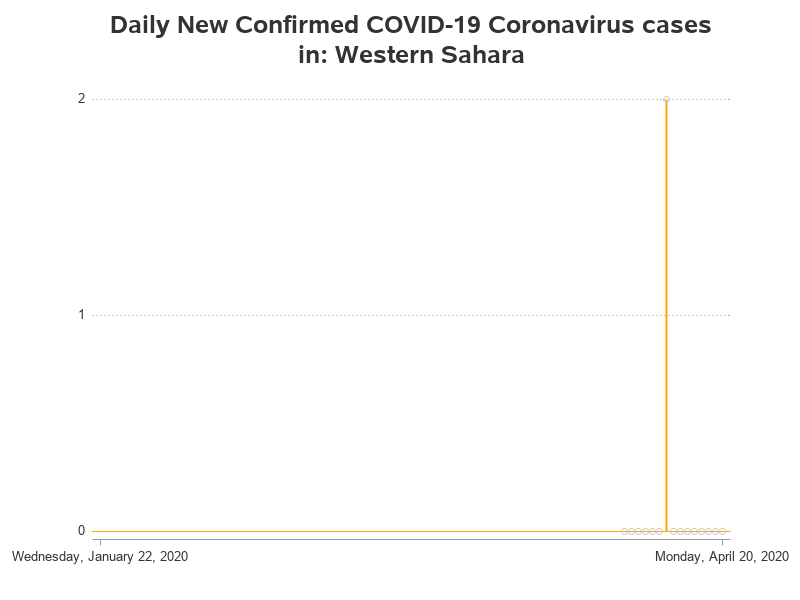 Daily New Confirmed COVID-19 Coronavirus cases
in: Western Sahara
2
1
0
Wednesday, January 22, 2020
Monday, April 20, 2020